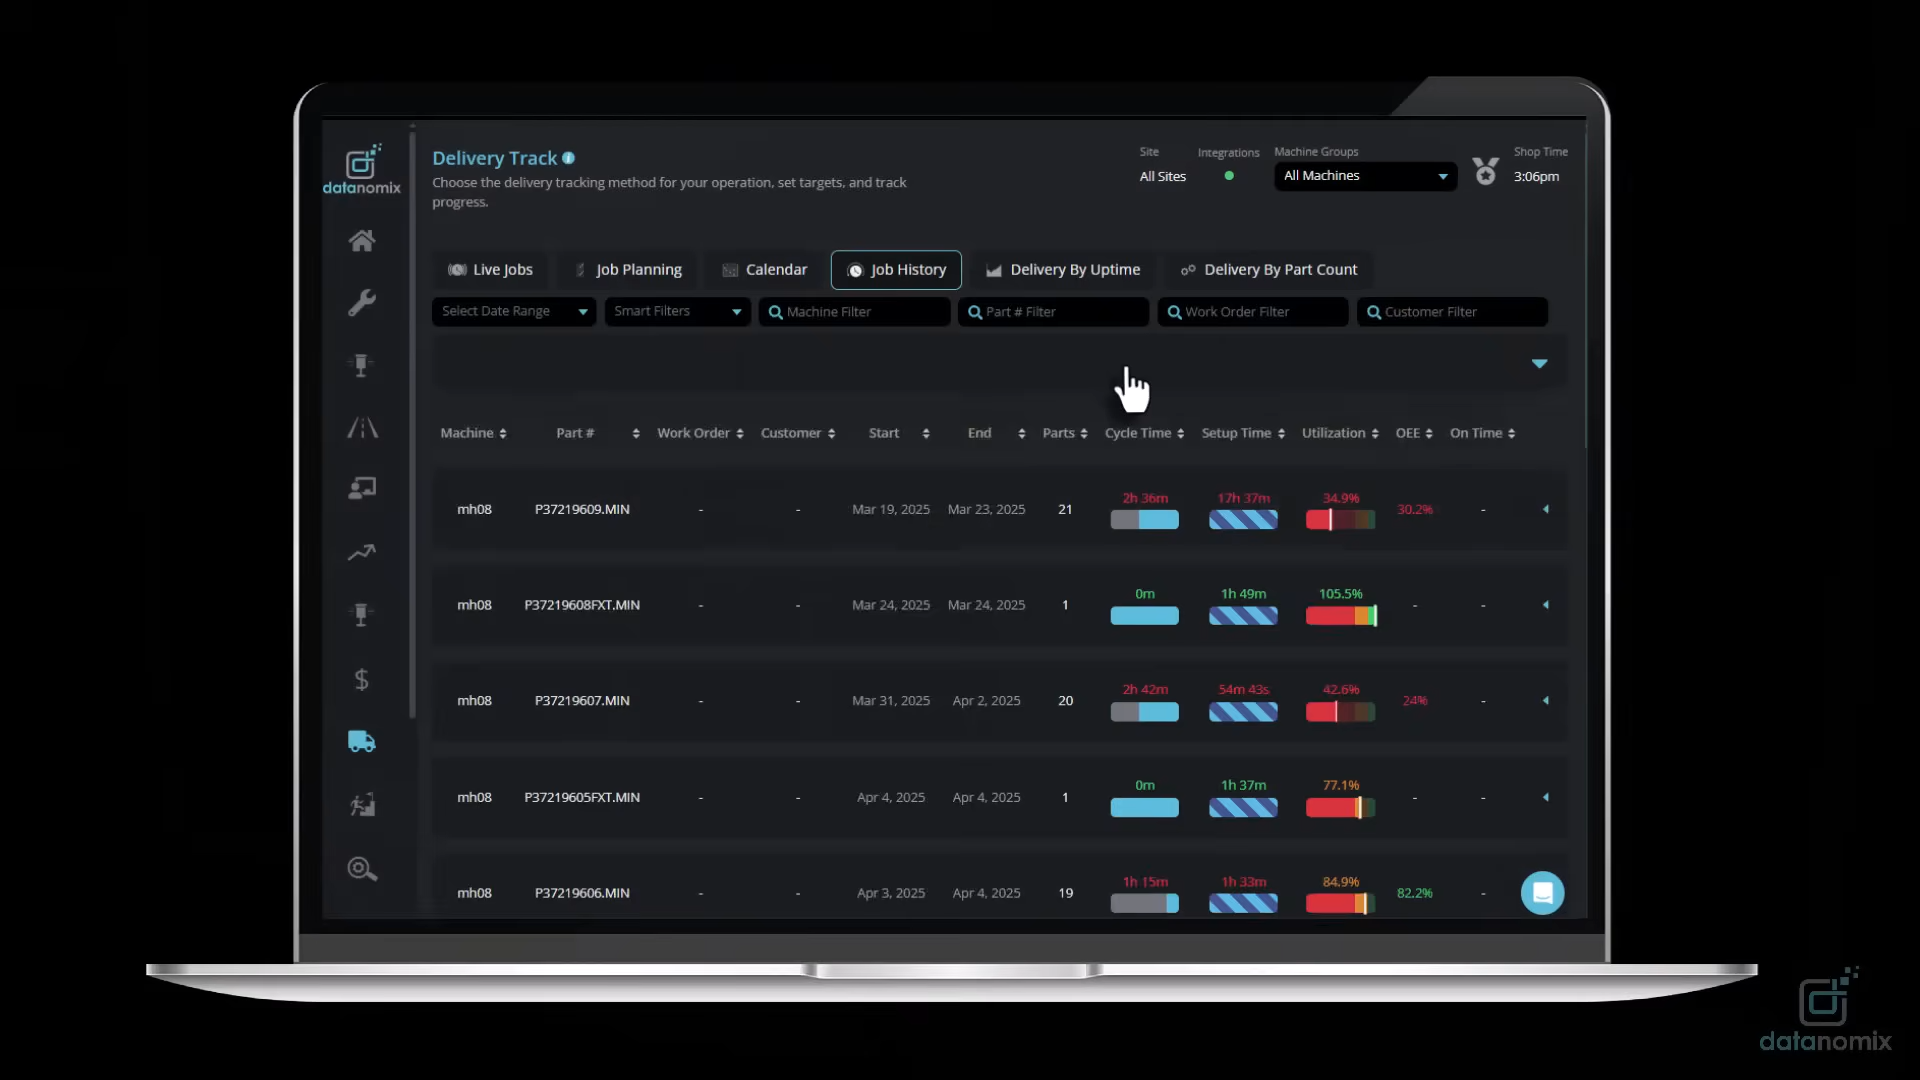 datanomix
Delivery Track
Choose the delivery tracking method for your operation, set targets, and track
progress.
Site
All Sites
Integrations
Machine Groups
All Machines
Shop Time
3:06pm
Live Jobs
Job Planning
Calendar
Job History
Delivery By Uptime
Delivery By Part Count
Select Date Range
Smart Filters
Machine Filter
Part # Filter
Work Order Filter
Customer Filter
Machine Part # Work Order Customer Start End Parts Cycle Time Setup Time Utilization OEE On Time
mh08 P37219609.MIN - - Mar 19, 2025 Mar 23, 2025 21 2h 36m 17h 37m 34.9% 30.2% -
mh08 P37219608FXT.MIN - - Mar 24, 2025 Mar 24, 2025 1 0m 1h 49m 105.5% - -
mh08 P37219607.MIN - - Mar 31, 2025 Apr 2, 2025 20 2h 42m 54m 43s 42.6% 24% -
mh08 P37219605FXT.MIN - - Apr 4, 2025 Apr 4, 2025 1 0m 1h 37m 77.1% - -
mh08 P37219606.MIN - - Apr 3, 2025 Apr 4, 2025 19 1h 15m 1h 33m 84.9% 82.2% -
datanomix